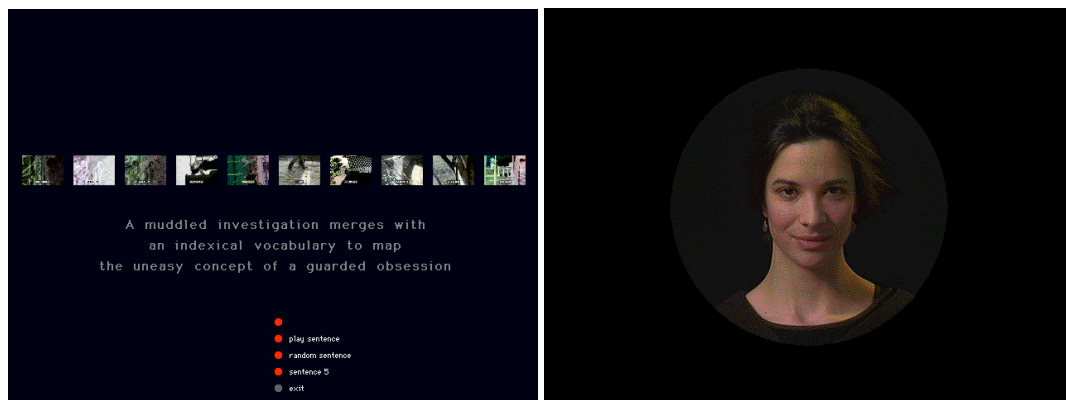 A muddled investigation merges with
an indexical vocabulary to map
the uneasy concept of a guarded obsession
play sentence
random sentence
sentence 5
exit